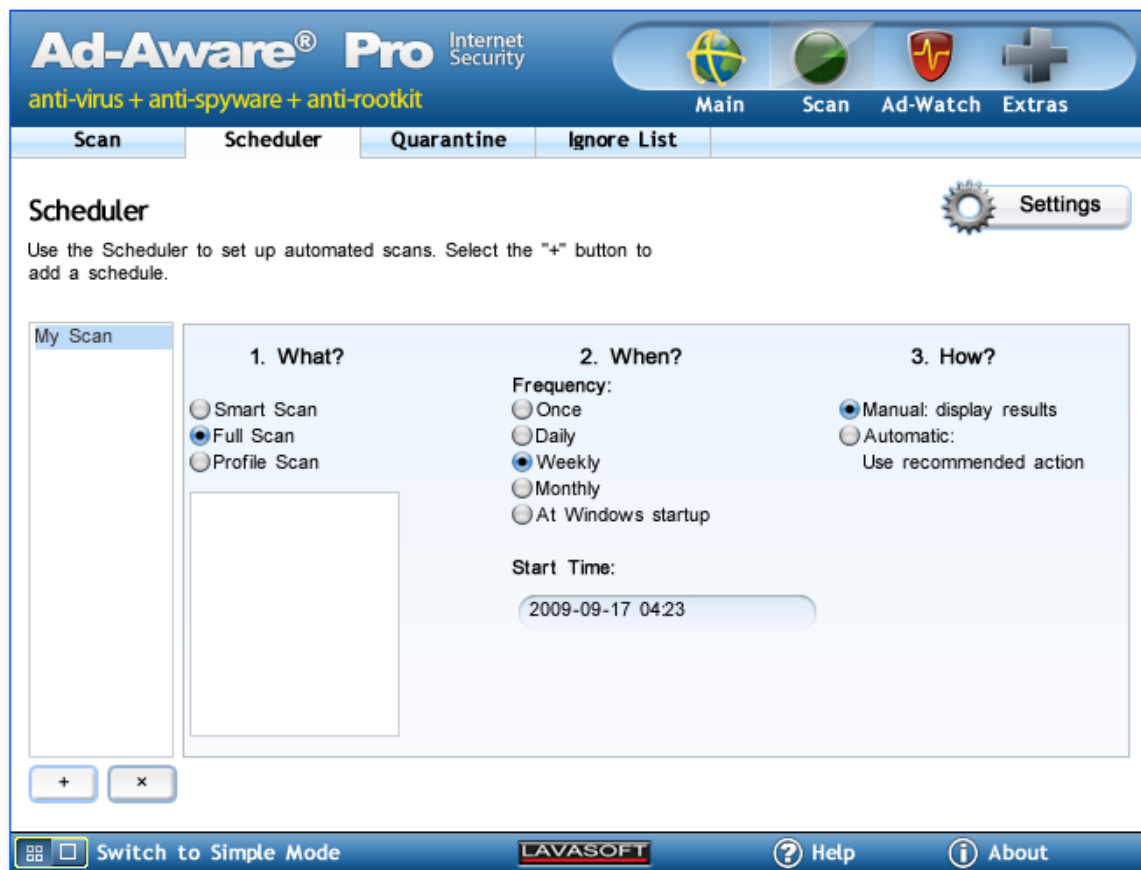 Ad-Aware® Pro Internet Security
anti-virus + anti-spyware + anti-rootkit
Main Scan Ad-Watch Extras
Scan Scheduler Quarantine Ignore List
Scheduler
Settings
Use the Scheduler to set up automated scans. Select the "+" button to
add a schedule.
My Scan
1. What?
Smart Scan
Full Scan
Profile Scan
2. When?
Frequency:
Once
Daily
Weekly
Monthly
At Windows startup
Start Time:
2009-09-17 04:23
3. How?
Manual: display results
Automatic:
Use recommended action
+ ×
Switch to Simple Mode LAVASOFT ? Help i About